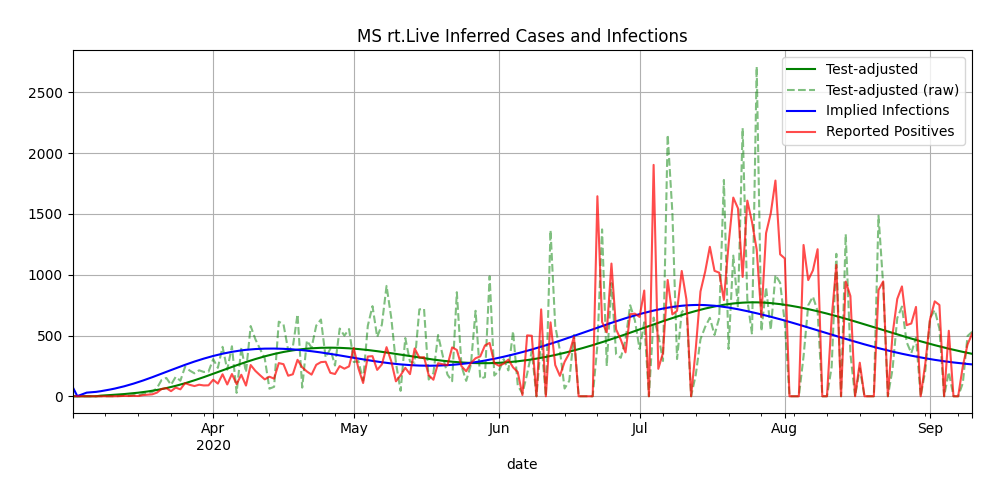 MS rt.Live Inferred Cases and Infections
Test-adjusted
Test-adjusted (raw)
Implied Infections
Reported Positives
2500
2000
1500
1000
500
0
Apr
2020
May
Jun
Jul
Aug
Sep
date